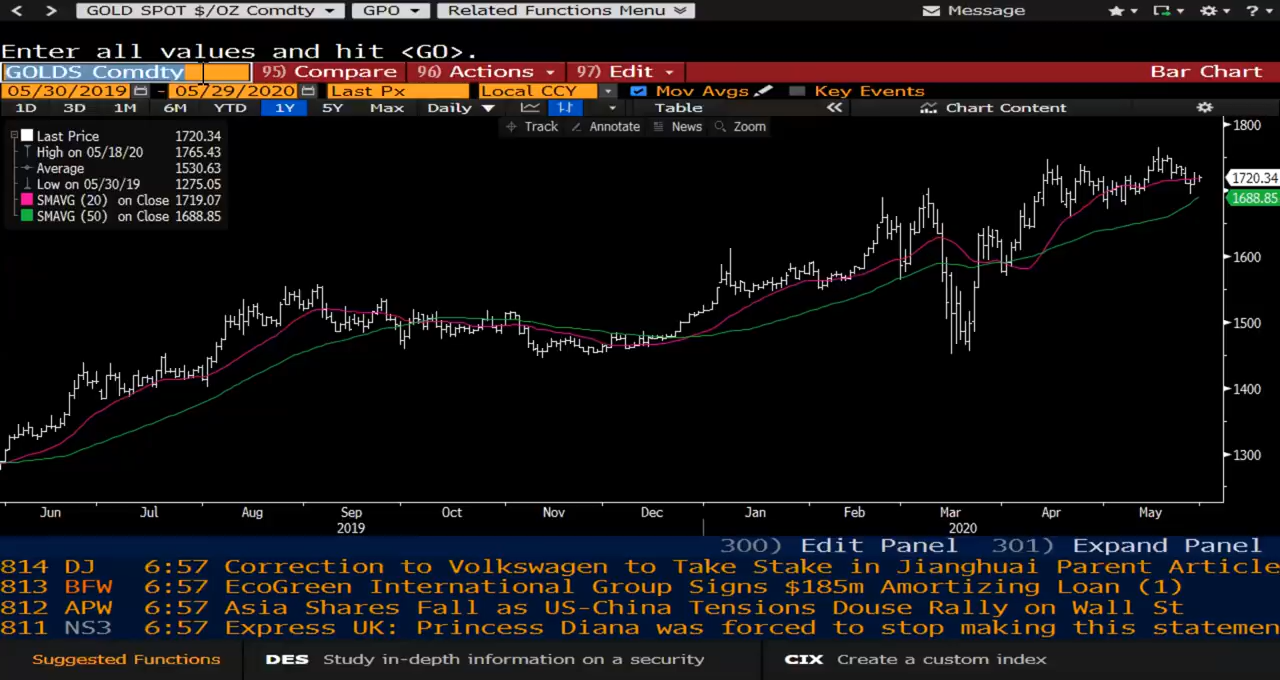 < > GOLD SPOT $/OZ Comdty GPO Related Functions Menu Message ?
Enter all values and hit <GO>.
GOLDS Comdty 95) Compare 96) Actions 97) Edit Bar Chart
05/30/2019 - 05/29/2020 Last Px Local CCY Mov Avgs Key Events
1D 3D 1M 6M YTD 1Y 5Y Max Daily Table « Chart Content
Track Annotate News Zoom
Last Price 1720.34
High on 05/18/20 1765.43
Average 1530.63
Low on 05/30/19 1275.05
SMAVG (20) on Close 1719.07
SMAVG (50) on Close 1688.85
1800
1720.34
1688.85
1600
1500
1400
1300
Jun Jul Aug Sep Oct Nov Dec Jan Feb Mar Apr May
2019 2020
300) Edit Panel 301) Expand Panel
814 DJ 6:57 Correction to Volkswagen to Take Stake in Jianghuai Parent Article
813 BFW 6:57 EcoGreen International Group Signs $185m Amortizing Loan (1)
812 APW 6:57 Asia Shares Fall as US-China Tensions Douse Rally on Wall St
811 NS3 6:57 Express UK: Princess Diana was forced to stop making this statemen
Suggested Functions DES Study in-depth information on a security CIX Create a custom index